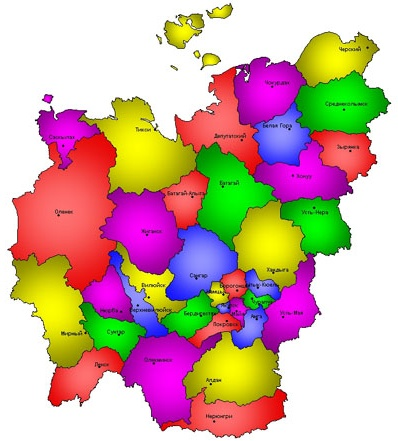 Черский
Чокурдах
Среднеколымск
Белая Гора
Тикси
Депутатский
Саскылах
Зырянка
Хонуу
Батагай
Батагай-Алыта
Оленек
Усть-Нера
Жиганск
Хандыга
Сангар
Вилюйск
Борогонцы
Нюрба
Верхневилюйск
Бердигестях
Усть-Мая
Мирный
Сунтар
Покровск
Амга
Ленск
Олекминск
Алдан
Нерюнгри